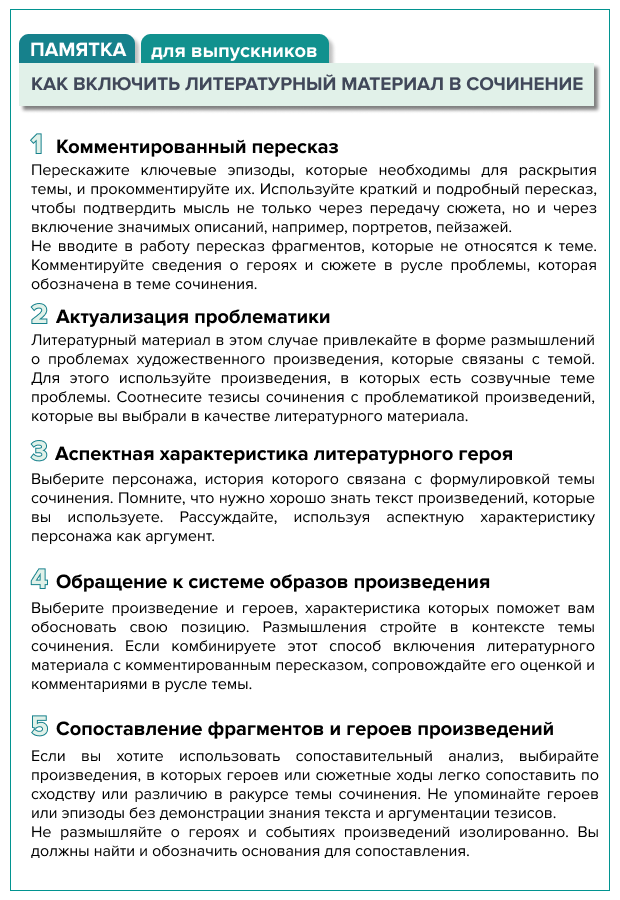 ПАМЯТКА для выпускников
КАК ВКЛЮЧИТЬ ЛИТЕРАТУРНЫЙ МАТЕРИАЛ В СОЧИНЕНИЕ
1 Комментированный пересказ
Перескажите ключевые эпизоды, которые необходимы для раскрытия
темы, и прокомментируйте их. Используйте краткий и подробный пересказ,
чтобы подтвердить мысль не только через передачу сюжета, но и через
включение значимых описаний, например, портретов, пейзажей.
Не вводите в работу пересказ фрагментов, которые не относятся к теме.
Комментируйте сведения о героях и сюжете в русле проблемы, которая
обозначена в теме сочинения.
2 Актуализация проблематики
Литературный материал в этом случае привлекайте в форме размышлений
о проблемах художественного произведения, которые связаны с темой.
Для этого используйте произведения, в которых есть созвучные теме
проблемы. Соотнесите тезисы сочинения с проблематикой произведений,
которые вы выбрали в качестве литературного материала.
3 Аспектная характеристика литературного героя
Выберите персонажа, история которого связана с формулировкой темы
сочинения. Помните, что нужно хорошо знать текст произведений, которые
вы используете. Рассуждайте, используя аспектную характеристику
персонажа как аргумент.
4 Обращение к системе образов произведения
Выберите произведение и героев, характеристика которых поможет вам
обосновать свою позицию. Размышления стройте в контексте темы
сочинения. Если комбинируете этот способ включения литературного
материала с комментированным пересказом, сопровождайте его оценкой и
комментариями в русле темы.
5 Сопоставление фрагментов и героев произведений
Если вы хотите использовать сопоставительный анализ, выбирайте
произведения, в которых героев или сюжетные ходы легко сопоставить по
сходству или различию в ракурсе темы сочинения. Не упоминайте героев
или эпизоды без демонстрации знания текста и аргументации тезисов.
Не размышляйте о героях и событиях произведений изолированно. Вы
должны найти и обозначить основания для сопоставления.